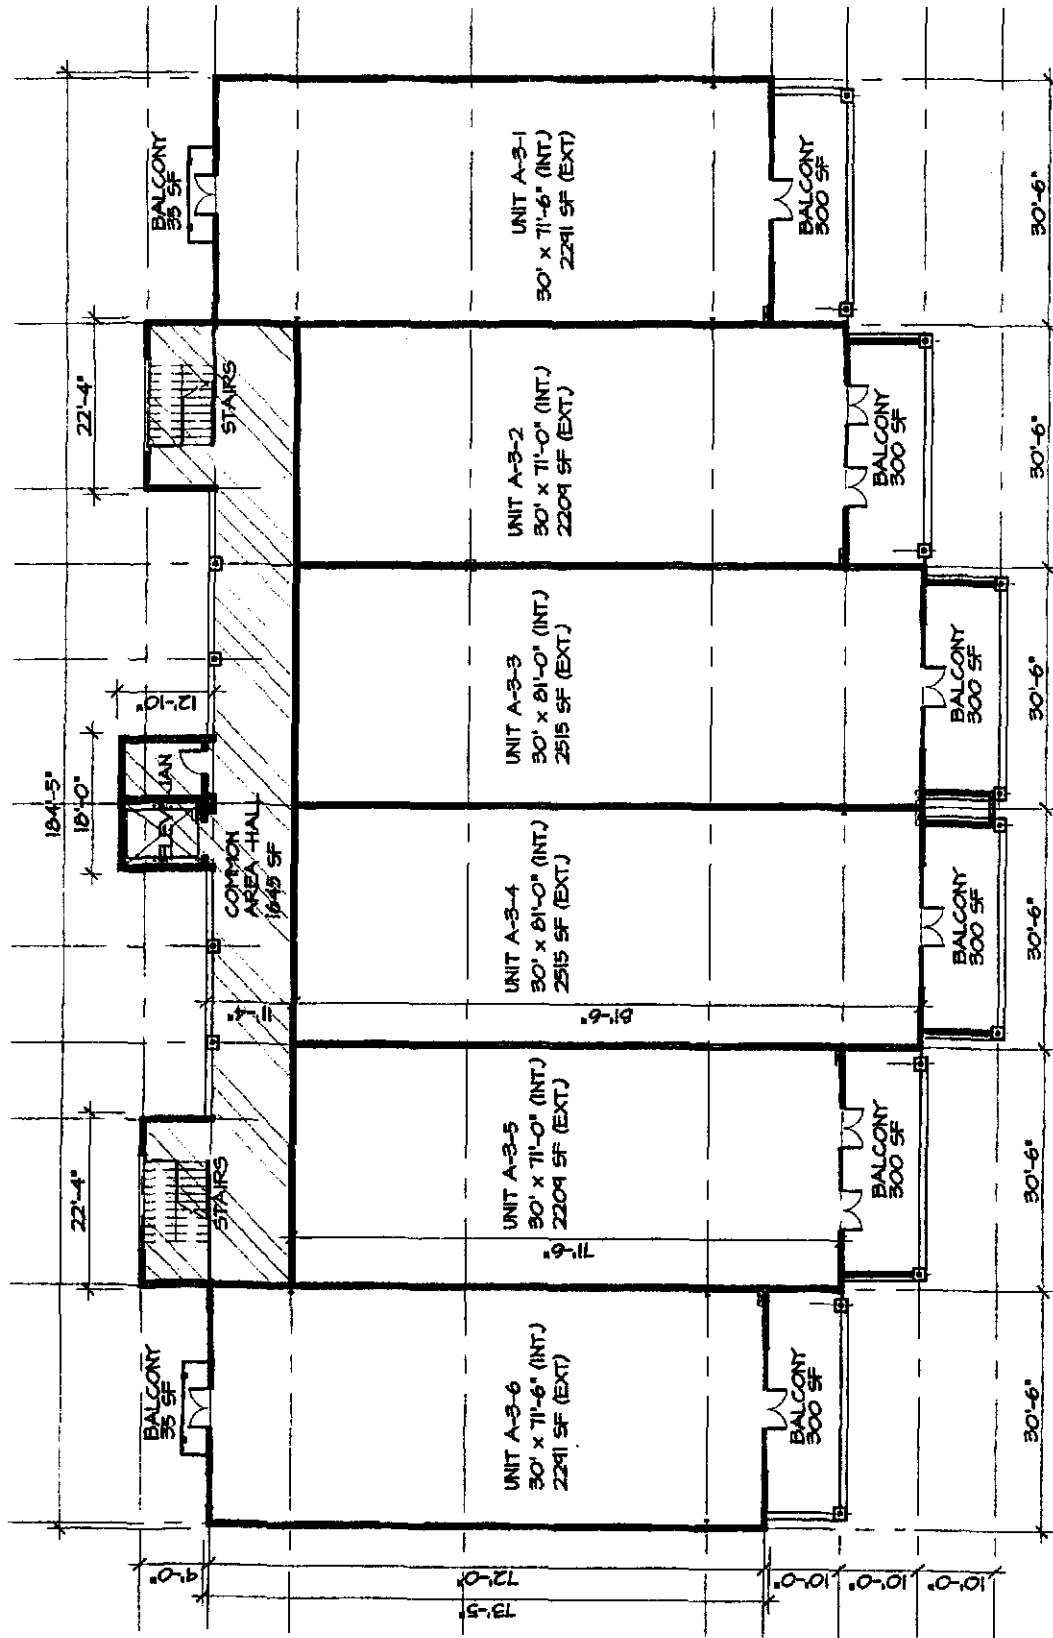 184'-5"
22'-4"
18'-0"
22'-4"
12'-10"
BALCONY
35 SF
STAIRS
ELEV
JAN
COMMON
AREA HALL
1645 SF
STAIRS
BALCONY
35 SF
11'-4"
UNIT A-3-6
30' x 71'-6" (INT.)
2291 SF (EXT)
UNIT A-3-5
30' x 71'-0" (INT.)
2209 SF (EXT.)
71'-6"
UNIT A-3-4
30' x 81'-0" (INT.)
2515 SF (EXT.)
81'-6"
UNIT A-3-3
30' x 81'-0" (INT.)
2515 SF (EXT.)
UNIT A-3-2
30' x 71'-0" (INT.)
2209 SF (EXT.)
UNIT A-3-1
30' x 71'-6" (INT.)
2291 SF (EXT)
BALCONY
300 SF
BALCONY
300 SF
BALCONY
300 SF
BALCONY
300 SF
BALCONY
300 SF
BALCONY
300 SF
30'-6"
30'-6"
30'-6"
30'-6"
30'-6"
30'-6"
9'-0"
72'-0"
73'-5"
10'-0"
10'-0"
10'-0"